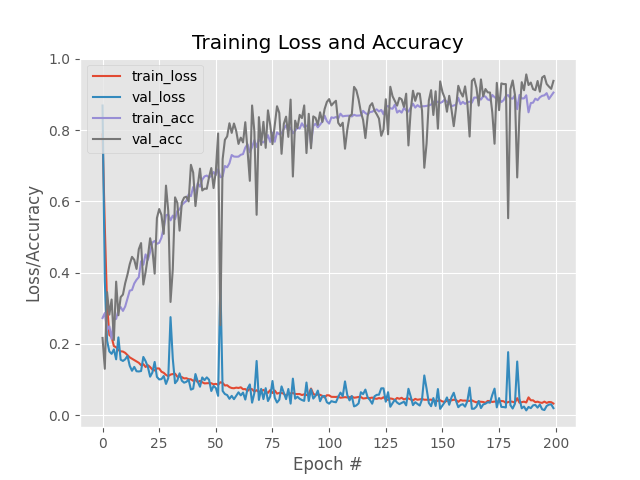 Training Loss and Accuracy
train_loss
val_loss
train_acc
val_acc
1.0
0.8
0.6
0.4
0.2
0.0
Loss/Accuracy
0 25 50 75 100 125 150 175 200
Epoch #